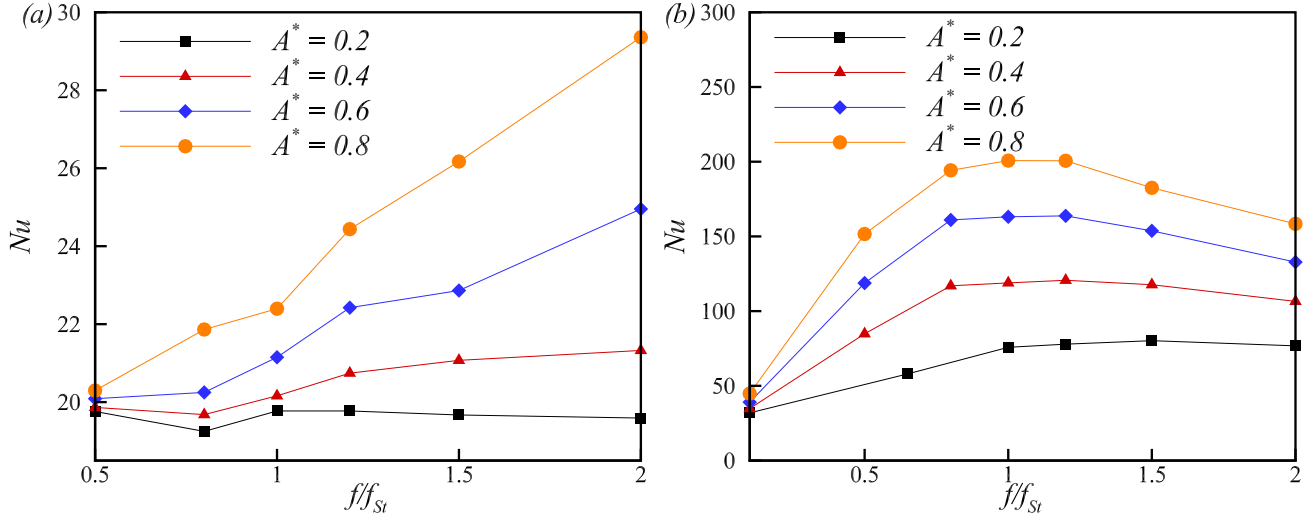 (a)
30
28
26
24
22
20
Nu
A* = 0.2
A* = 0.4
A* = 0.6
A* = 0.8
0.5 1 1.5 2
f/f_St
(b)
300
250
200
150
100
50
0
Nu
A* = 0.2
A* = 0.4
A* = 0.6
A* = 0.8
0.5 1 1.5 2
f/f_St